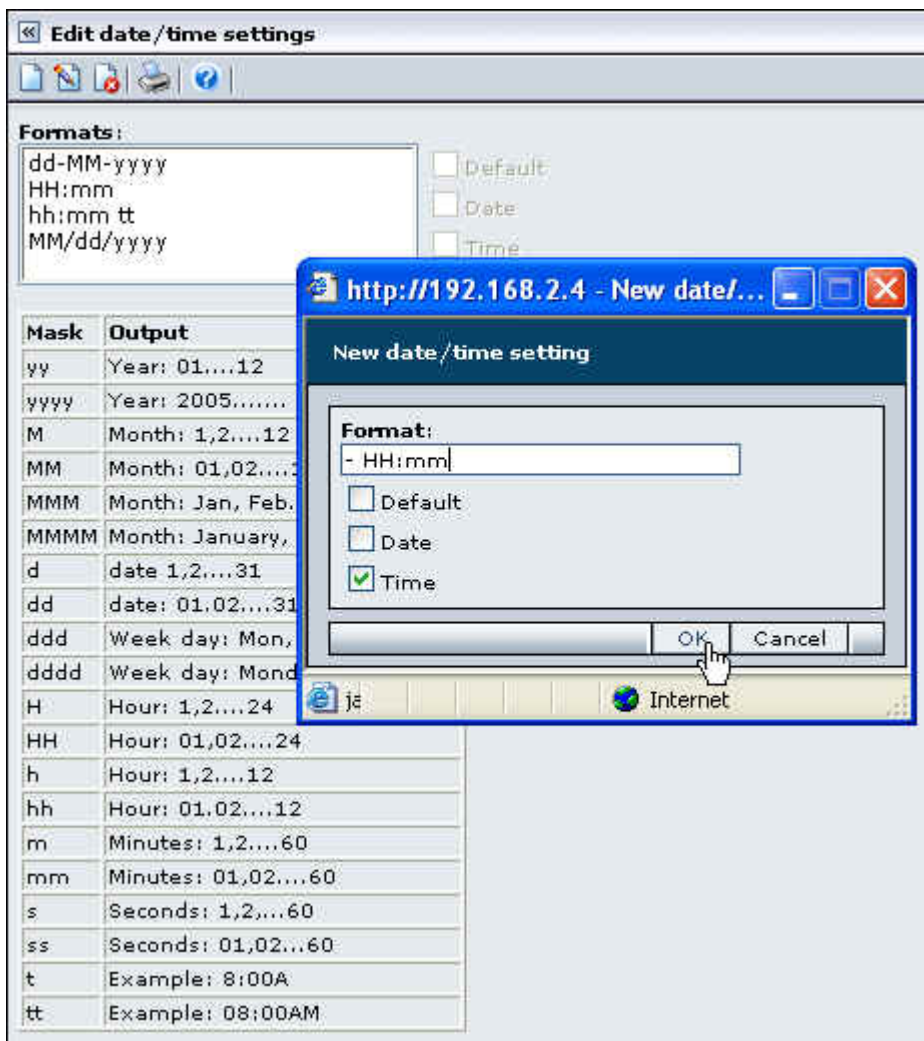 Edit date/time settings
Formats:
dd-MM-yyyy
HH:mm
hh:mm tt
MM/dd/yyyy
Default
Date
Time
http://192.168.2.4 - New date/...
New date/time setting
Format:
- HH:mm
Default
Date
Time
OK
Cancel
Internet
Mask Output
yy Year: 01....12
yyyy Year: 2005.......
M Month: 1,2....12
MM Month: 01,02....
MMM Month: Jan, Feb.
MMMM Month: January,
d date 1,2....31
dd date: 01.02....31
ddd Week day: Mon,
dddd Week day: Mond
H Hour: 1,2....24
HH Hour: 01,02....24
h Hour: 1,2....12
hh Hour: 01.02....12
m Minutes: 1,2....60
mm Minutes: 01,02....60
s Seconds: 1,2,...60
ss Seconds: 01,02...60
t Example: 8:00A
tt Example: 08:00AM